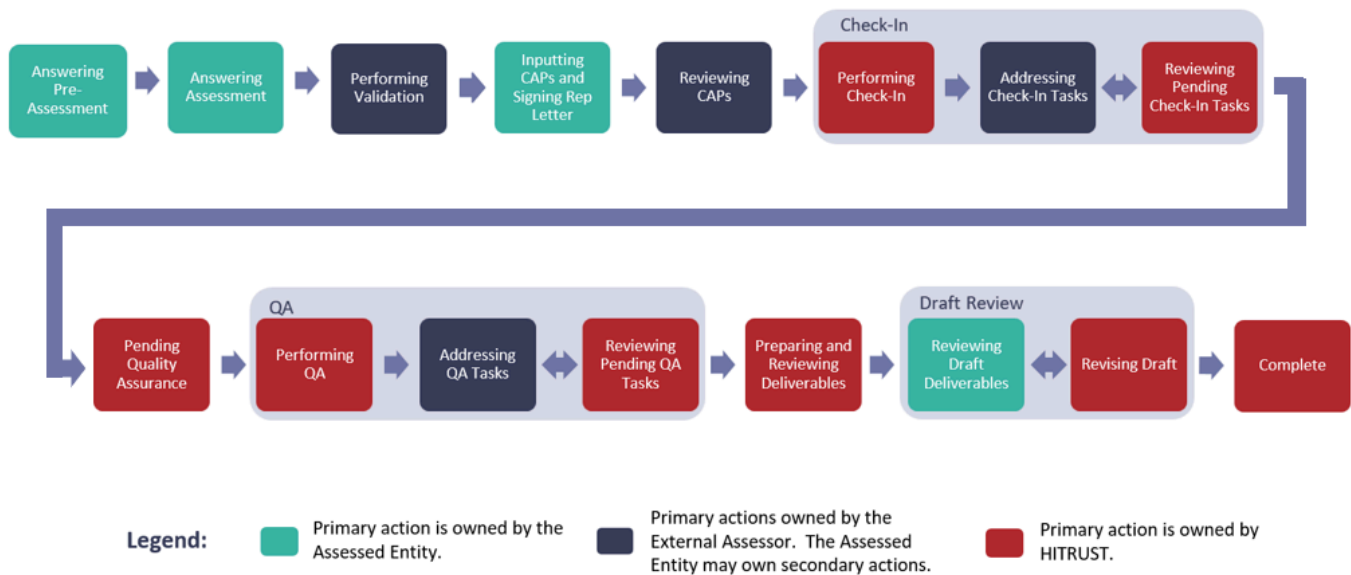 Check-In
Answering
Pre-
Assessment
Answering
Assessment
Performing
Validation
Inputting
CAPs and
Signing Rep
Letter
Reviewing
CAPs
Performing
Check-In
Addressing
Check-In Tasks
Reviewing
Pending
Check-In Tasks
Pending
Quality
Assurance
QA
Performing
QA
Addressing
QA Tasks
Reviewing
Pending QA
Tasks
Preparing and
Reviewing
Deliverables
Draft Review
Reviewing
Draft
Deliverables
Revising Draft
Complete
Legend:
Primary action is owned by the
Assessed Entity.
Primary actions owned by the
External Assessor.  The Assessed
Entity may own secondary actions.
Primary action is owned by
HITRUST.